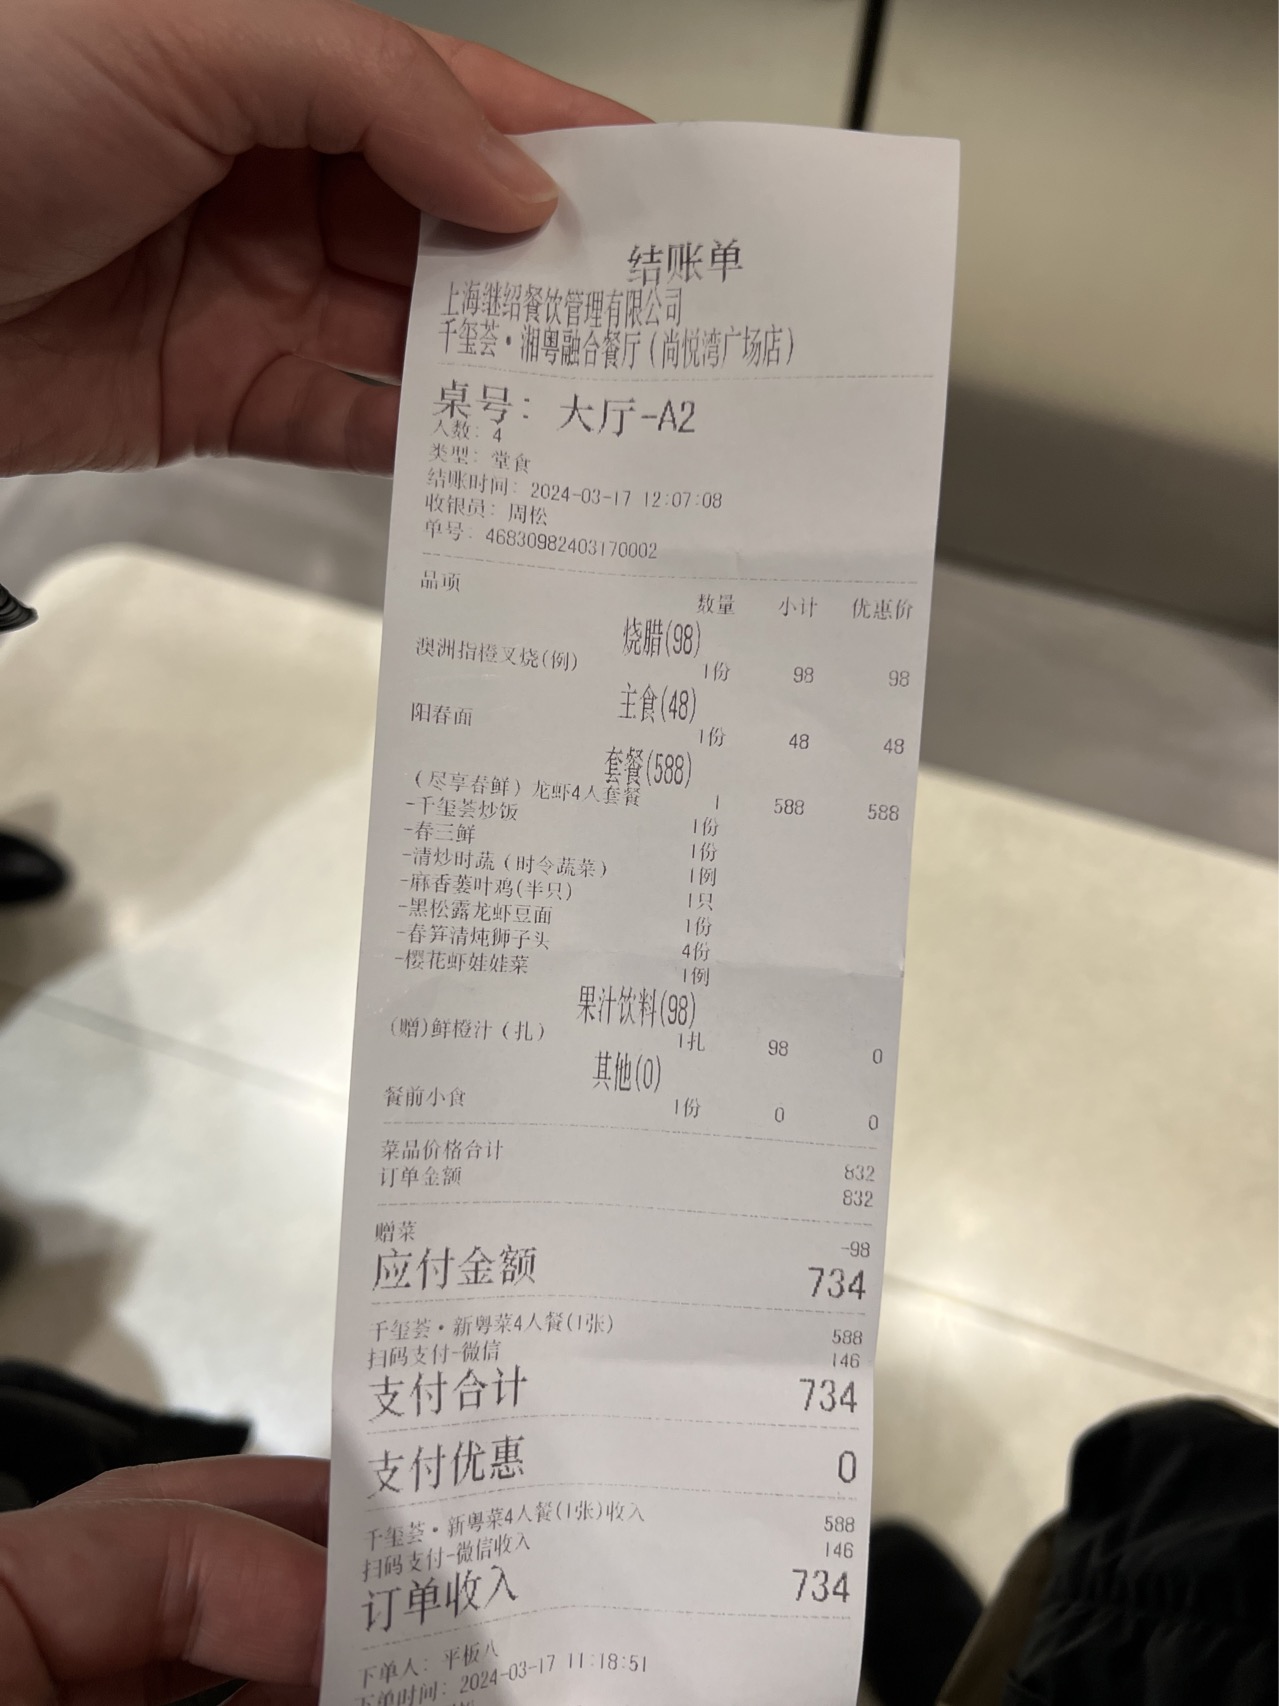 结账单
上海继绍餐饮管理有限公司
千玺荟·湘粤融合餐厅(尚悦湾广场店)
桌号: 大厅-A2
人数: 4
类型: 堂食
结账时间: 2024-03-17 12:07:08
收银员: 周松
单号: 46830982403170002
品项 数量 小计 优惠价
烧腊(98)
澳洲指橙叉烧(例) 1份 98 98
主食(48)
阳春面 1份 48 48
套餐(588)
(尽享春鲜)龙虾4人套餐 1 588 588
-千玺荟炒饭 1份
-春三鲜 1份
-清炒时蔬(时令蔬菜) 1例
-麻香蒌叶鸡(半只) 1只
-黑松露龙虾豆面 1份
-春笋清炖狮子头 4份
-樱花虾娃娃菜 1例
果汁饮料(98)
(赠)鲜橙汁(扎) 1扎 98 0
其他(0)
餐前小食 1份 0 0
菜品价格合计 832
订单金额 832
赠菜 -98
应付金额 734
千玺荟·新粤菜4人餐(1张) 588
扫码支付-微信 146
支付合计 734
支付优惠 0
千玺荟·新粤菜4人餐(1张)收入 588
扫码支付-微信收入 146
订单收入 734
下单人: 平板八
下单时间: 2024-03-17 11:18:51